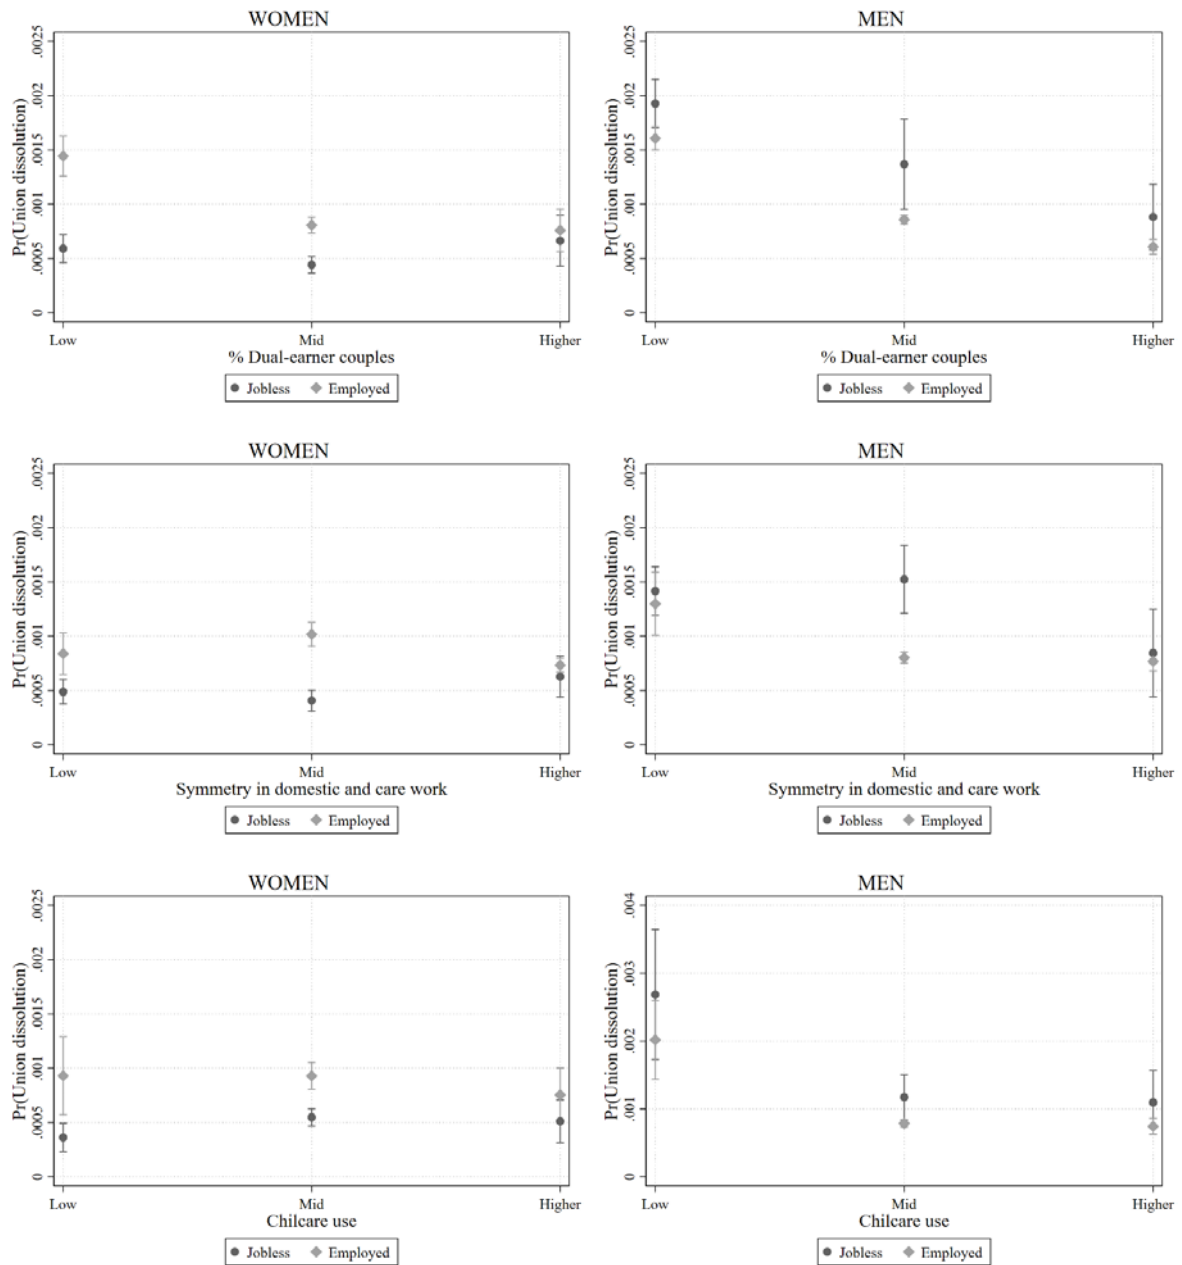 WOMEN
Pr(Union dissolution)
.0025
.002
.0015
.001
.0005
0
Low Mid Higher
% Dual-earner couples
Jobless Employed
MEN
Pr(Union dissolution)
.0025
.002
.0015
.001
.0005
0
Low Mid Higher
% Dual-earner couples
Jobless Employed
WOMEN
Pr(Union dissolution)
.0025
.002
.0015
.001
.0005
0
Low Mid Higher
Symmetry in domestic and care work
Jobless Employed
MEN
Pr(Union dissolution)
.0025
.002
.0015
.001
.0005
0
Low Mid Higher
Symmetry in domestic and care work
Jobless Employed
WOMEN
Pr(Union dissolution)
.0025
.002
.0015
.001
.0005
0
Low Mid Higher
Chilcare use
Jobless Employed
MEN
Pr(Union dissolution)
.004
.003
.002
.001
0
Low Mid Higher
Chilcare use
Jobless Employed